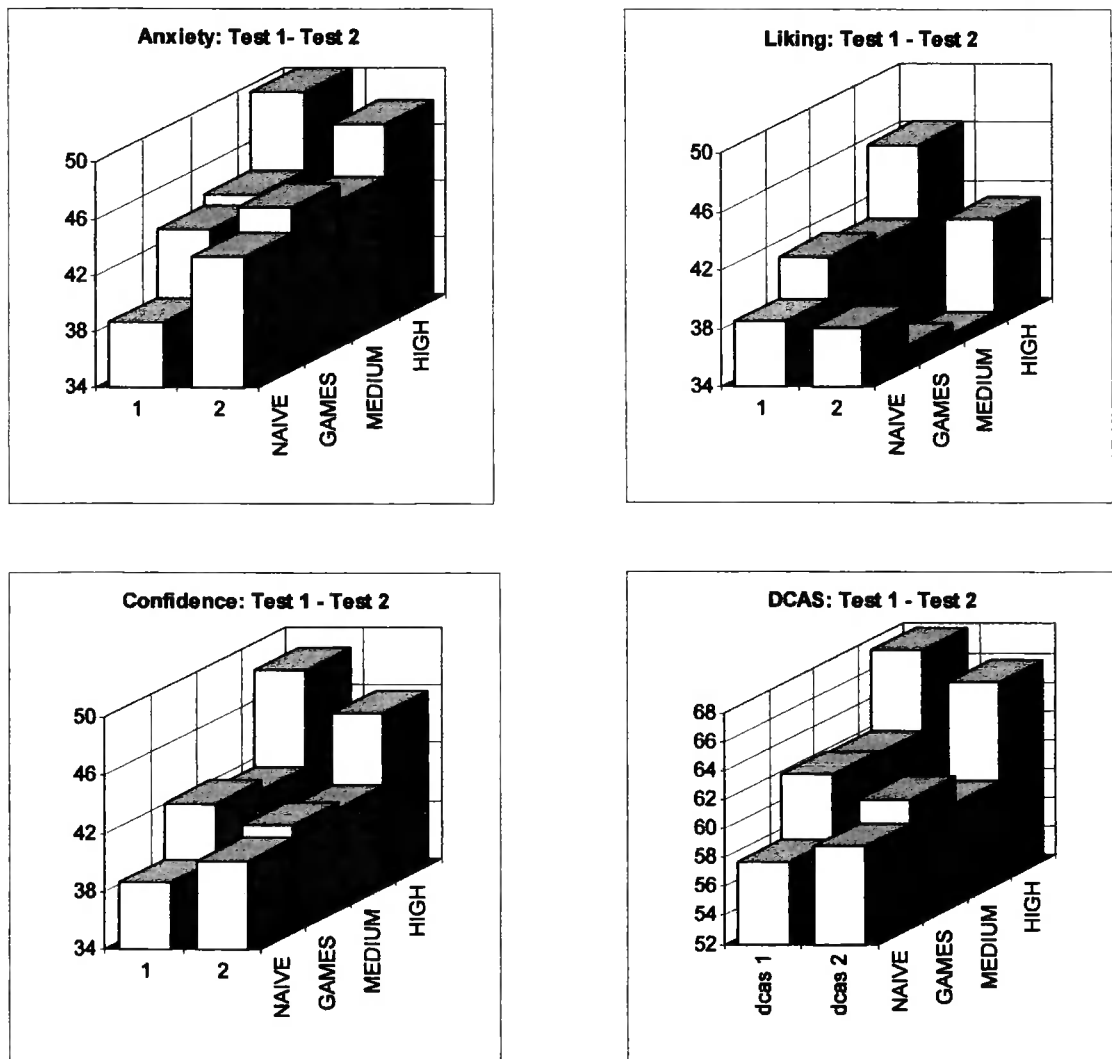 Anxiety: Test 1- Test 2
50
46
42
38
34
1
2
NAIVE
GAMES
MEDIUM
HIGH
Liking: Test 1 - Test 2
50
46
42
38
34
1
2
NAIVE
GAMES
MEDIUM
HIGH
Confidence: Test 1 - Test 2
50
46
42
38
34
1
2
NAIVE
GAMES
MEDIUM
HIGH
DCAS: Test 1 - Test 2
68
66
64
62
60
58
56
54
52
dcas 1
dcas 2
NAIVE
GAMES
MEDIUM
HIGH